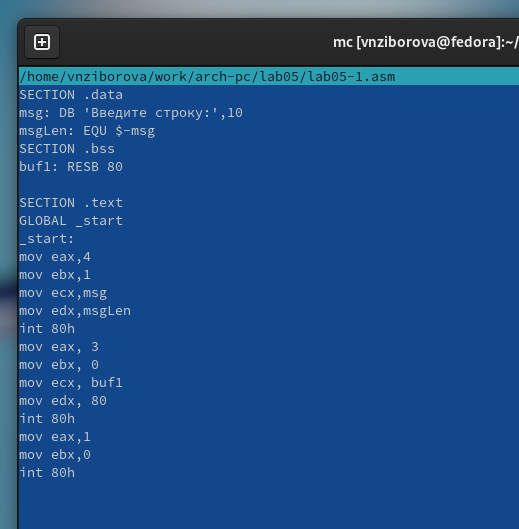 mc [vnziborova@fedora]:~/
/home/vnziborova/work/arch-pc/lab05/lab05-1.asm
SECTION .data
msg: DB 'Введите строку:',10
msgLen: EQU $-msg
SECTION .bss
buf1: RESB 80
SECTION .text
GLOBAL _start
_start:
mov eax,4
mov ebx,1
mov ecx,msg
mov edx,msgLen
int 80h
mov eax, 3
mov ebx, 0
mov ecx, buf1
mov edx, 80
int 80h
mov eax,1
mov ebx,0
int 80h